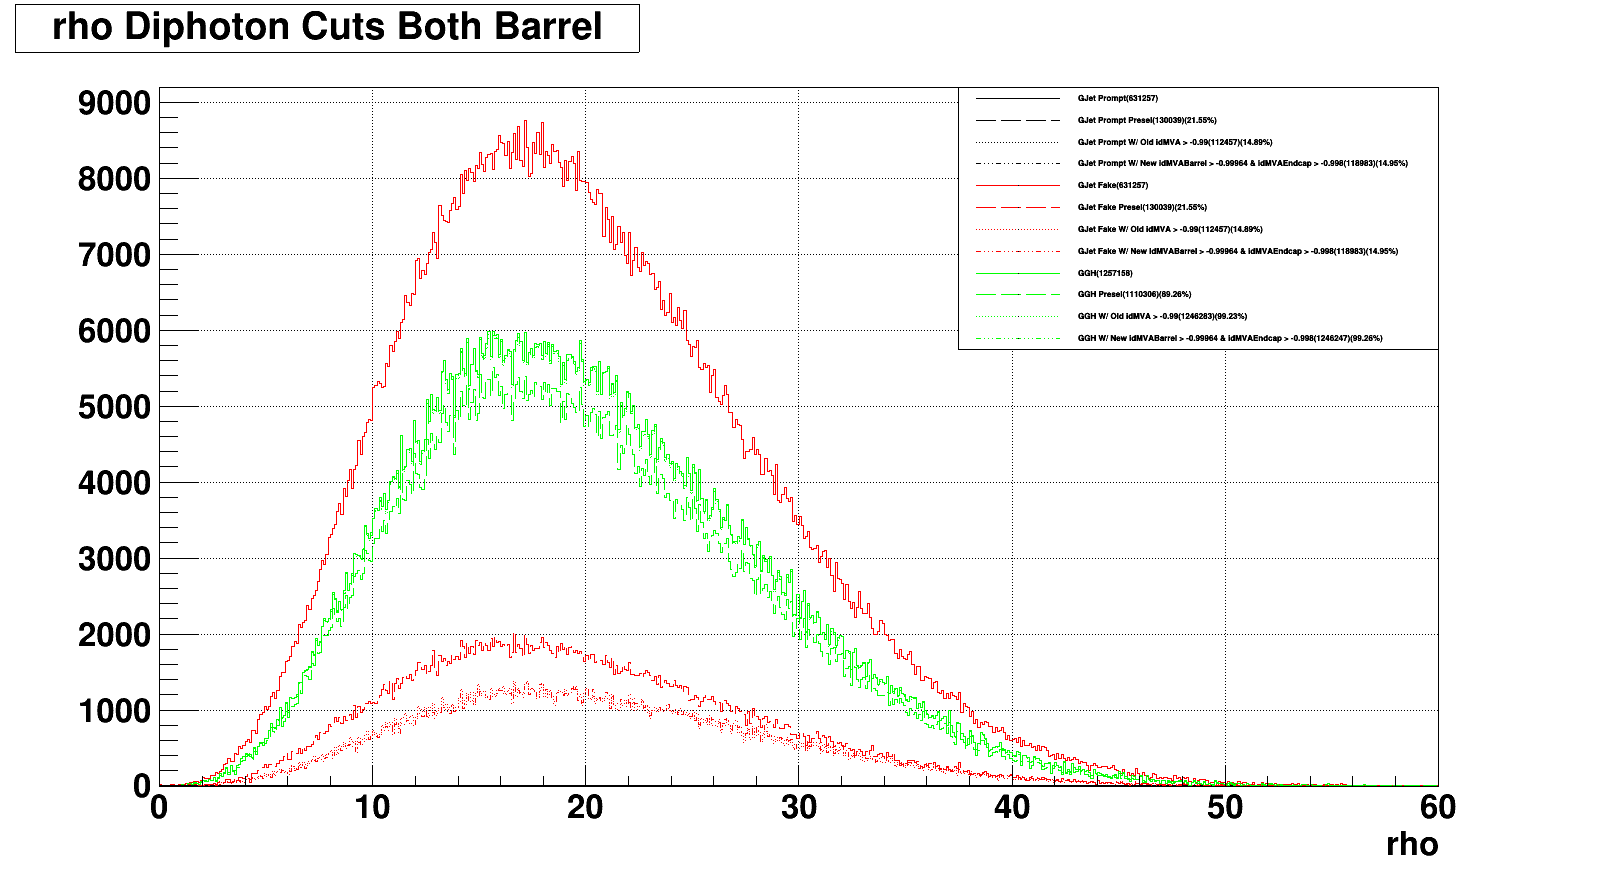 rho Diphoton Cuts Both Barrel
9000
8000
7000
6000
5000
4000
3000
2000
1000
0
GJet Prompt(631257)
GJet Prompt Presel(130039)(21.55%)
GJet Prompt W/ Old idMVA > -0.99(112457)(14.89%)
GJet Prompt W/ New idMVABarrel > -0.99964 & idMVAEndcap > -0.998(118983)(14.95%)
GJet Fake(631257)
GJet Fake Presel(130039)(21.55%)
GJet Fake W/ Old idMVA > -0.99(112457)(14.89%)
GJet Fake W/ New idMVABarrel > -0.99964 & idMVAEndcap > -0.998(118983)(14.95%)
GGH(1257158)
GGH Presel(1110306)(89.26%)
GGH W/ Old idMVA > -0.99(1246283)(99.23%)
GGH W/ New idMVABarrel > -0.99964 & idMVAEndcap > -0.998(1246247)(99.26%)
0 10 20 30 40 50 60
rho